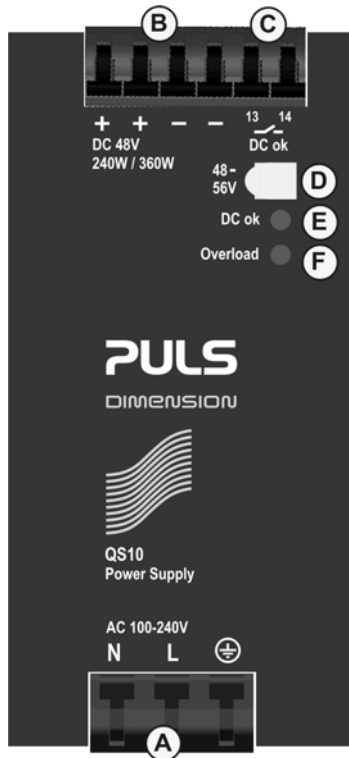 B C
+ + − − 13 14
DC 48V
240W / 360W
DC ok
48-
56V
D
DC ok E
Overload F
PULS
DIMENSION
QS10
Power Supply
AC 100-240V
N L
A